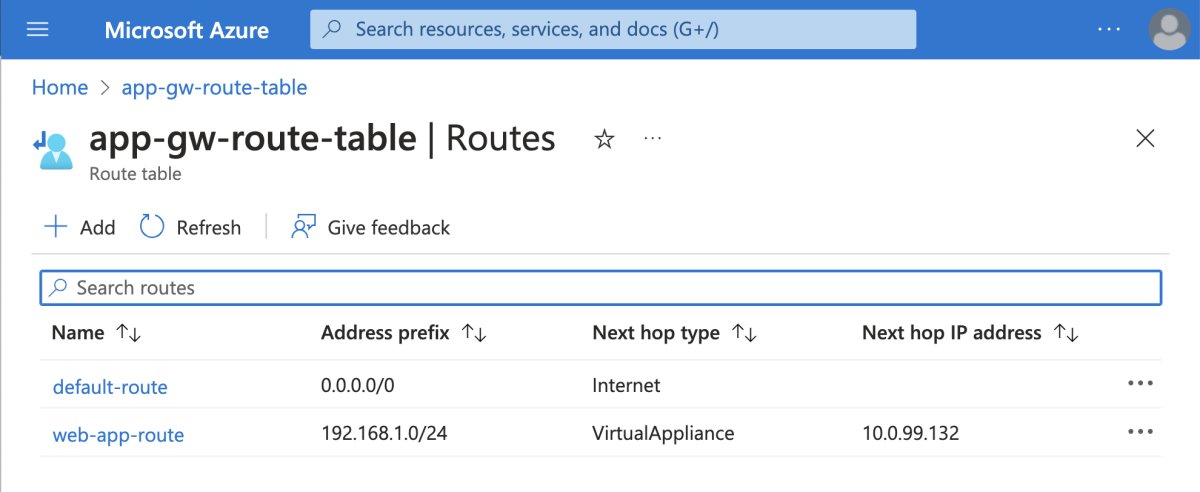 Microsoft Azure Search resources, services, and docs (G+/) ...
Home > app-gw-route-table
app-gw-route-table | Routes ...
Route table
Add Refresh Give feedback
Search routes
Name ↑↓ Address prefix ↑↓ Next hop type ↑↓ Next hop IP address ↑↓
default-route 0.0.0.0/0 Internet ...
web-app-route 192.168.1.0/24 VirtualAppliance 10.0.99.132 ...